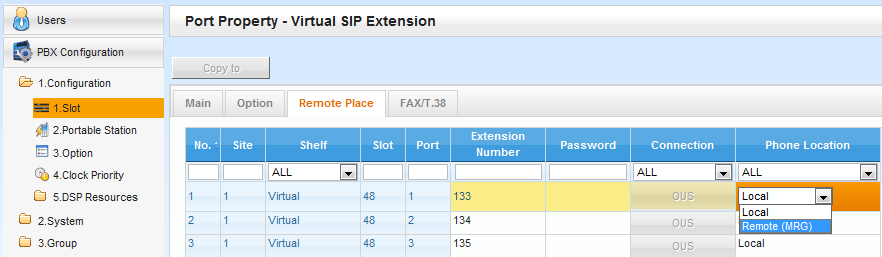 Users
Port Property - Virtual SIP Extension
PBX Configuration
Copy to
1.Configuration
1.Slot
Main Option Remote Place FAX/T.38
2.Portable Station
3.Option
4.Clock Priority
5.DSP Resources
2.System
3.Group
No. Site Shelf Slot Port Extension Number Password Connection Phone Location
ALL ALL ALL
1 1 Virtual 48 1 133 OUS Local
Local
Remote (MRG)
2 1 Virtual 48 2 134 OUS
3 1 Virtual 48 3 135 OUS Local